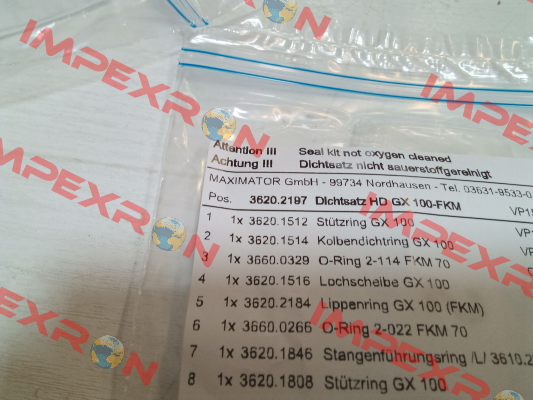 Attention !!! Seal kit not oxygen cleaned
Achtung !!! Dichtsatz nicht sauerstoffgereinigt
MAXIMATOR GmbH - 99734 Nordhausen - Tel. 03631-9533-0
Pos. 3620.2197 Dichtsatz HD GX 100-FKM
1 1x 3620.1512 Stützring GX 100
2 1x 3620.1514 Kolbendichtring GX 100
3 1x 3660.0329 O-Ring 2-114 FKM 70
4 1x 3620.1516 Lochscheibe GX 100
5 1x 3620.2184 Lippenring GX 100 (FKM)
6 1x 3660.0266 O-Ring 2-022 FKM 70
7 1x 3620.1846 Stangenführungsring /L/ 3610.2
8 1x 3620.1808 Stützring GX 100
IMPEXRON
IMPEXRON
IMPEXRON
IMPEXRON
IMPEXRON